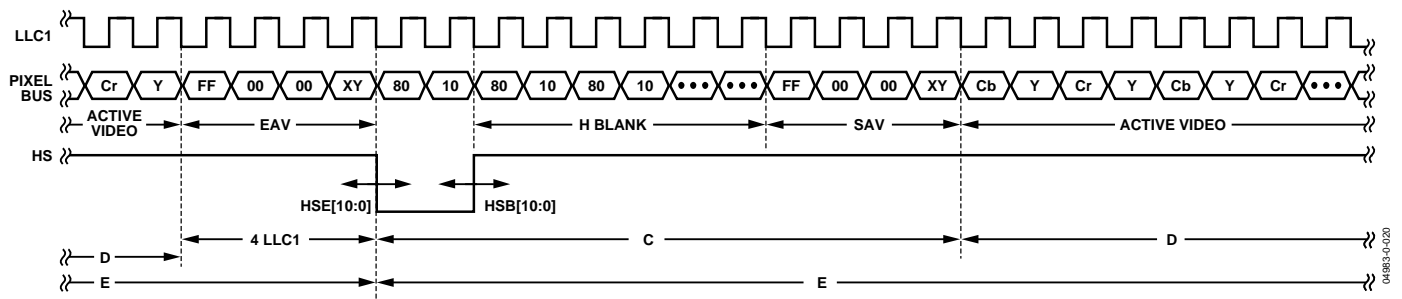 LLC1
PIXEL BUS Cr Y FF 00 00 XY 80 10 80 10 80 10 ••• ••• FF 00 00 XY Cb Y Cr Y Cb Y Cr •••
ACTIVE VIDEO EAV H BLANK SAV ACTIVE VIDEO
HS
HSE[10:0] HSB[10:0]
4 LLC1 C D
D
E E
04983-0-020